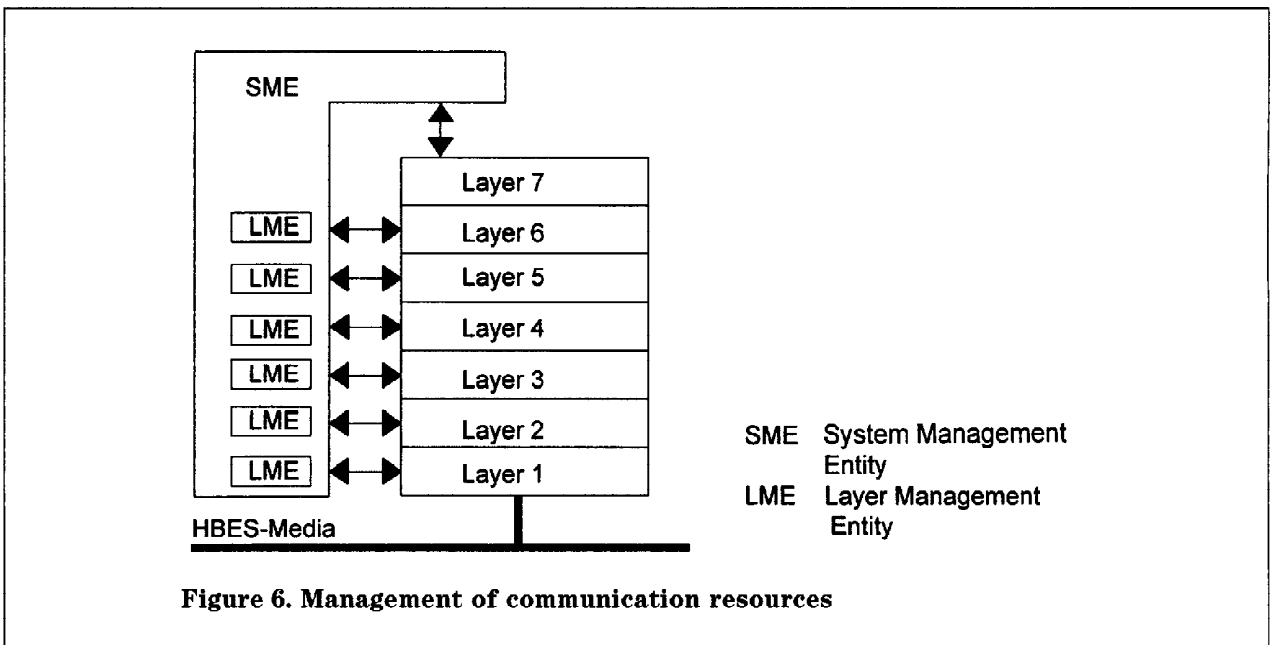 SME
Layer 7
LME
Layer 6
LME
Layer 5
LME
Layer 4
LME
Layer 3
LME
Layer 2
LME
Layer 1
HBES-Media
SME System Management
Entity
LME Layer Management
Entity
Figure 6. Management of communication resources